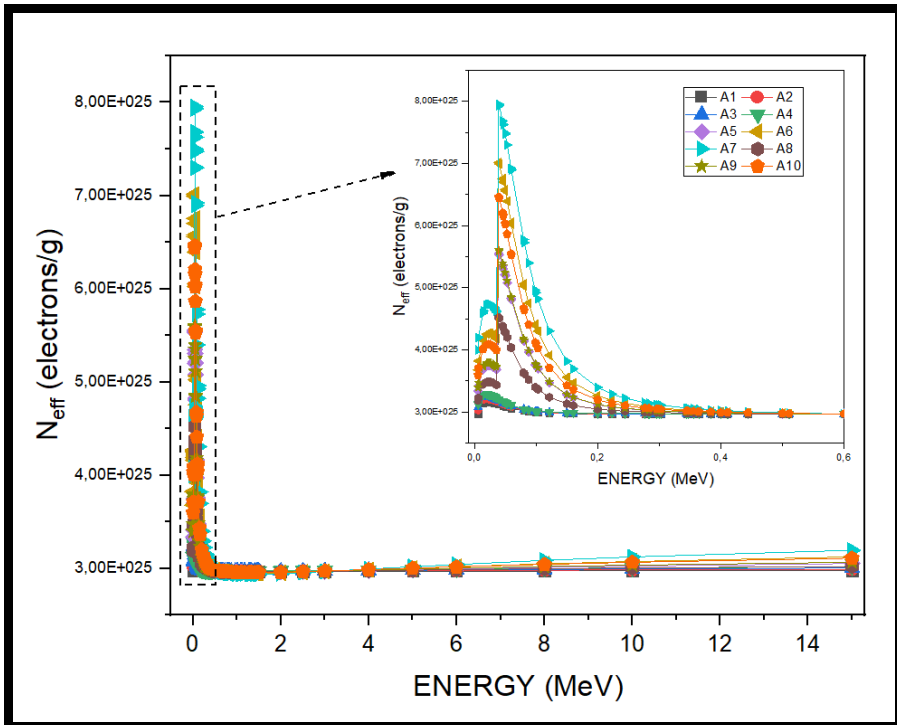 8,00E+025
7,00E+025
6,00E+025
5,00E+025
4,00E+025
3,00E+025
Neff (electrons/g)
0 2 4 6 8 10 12 14
ENERGY (MeV)
8,00E+025
7,00E+025
6,00E+025
5,00E+025
4,00E+025
3,00E+025
Neff (electrons/g)
0,0 0,2 0,4 0,6
ENERGY (MeV)
A1 A2
A3 A4
A5 A6
A7 A8
A9 A10